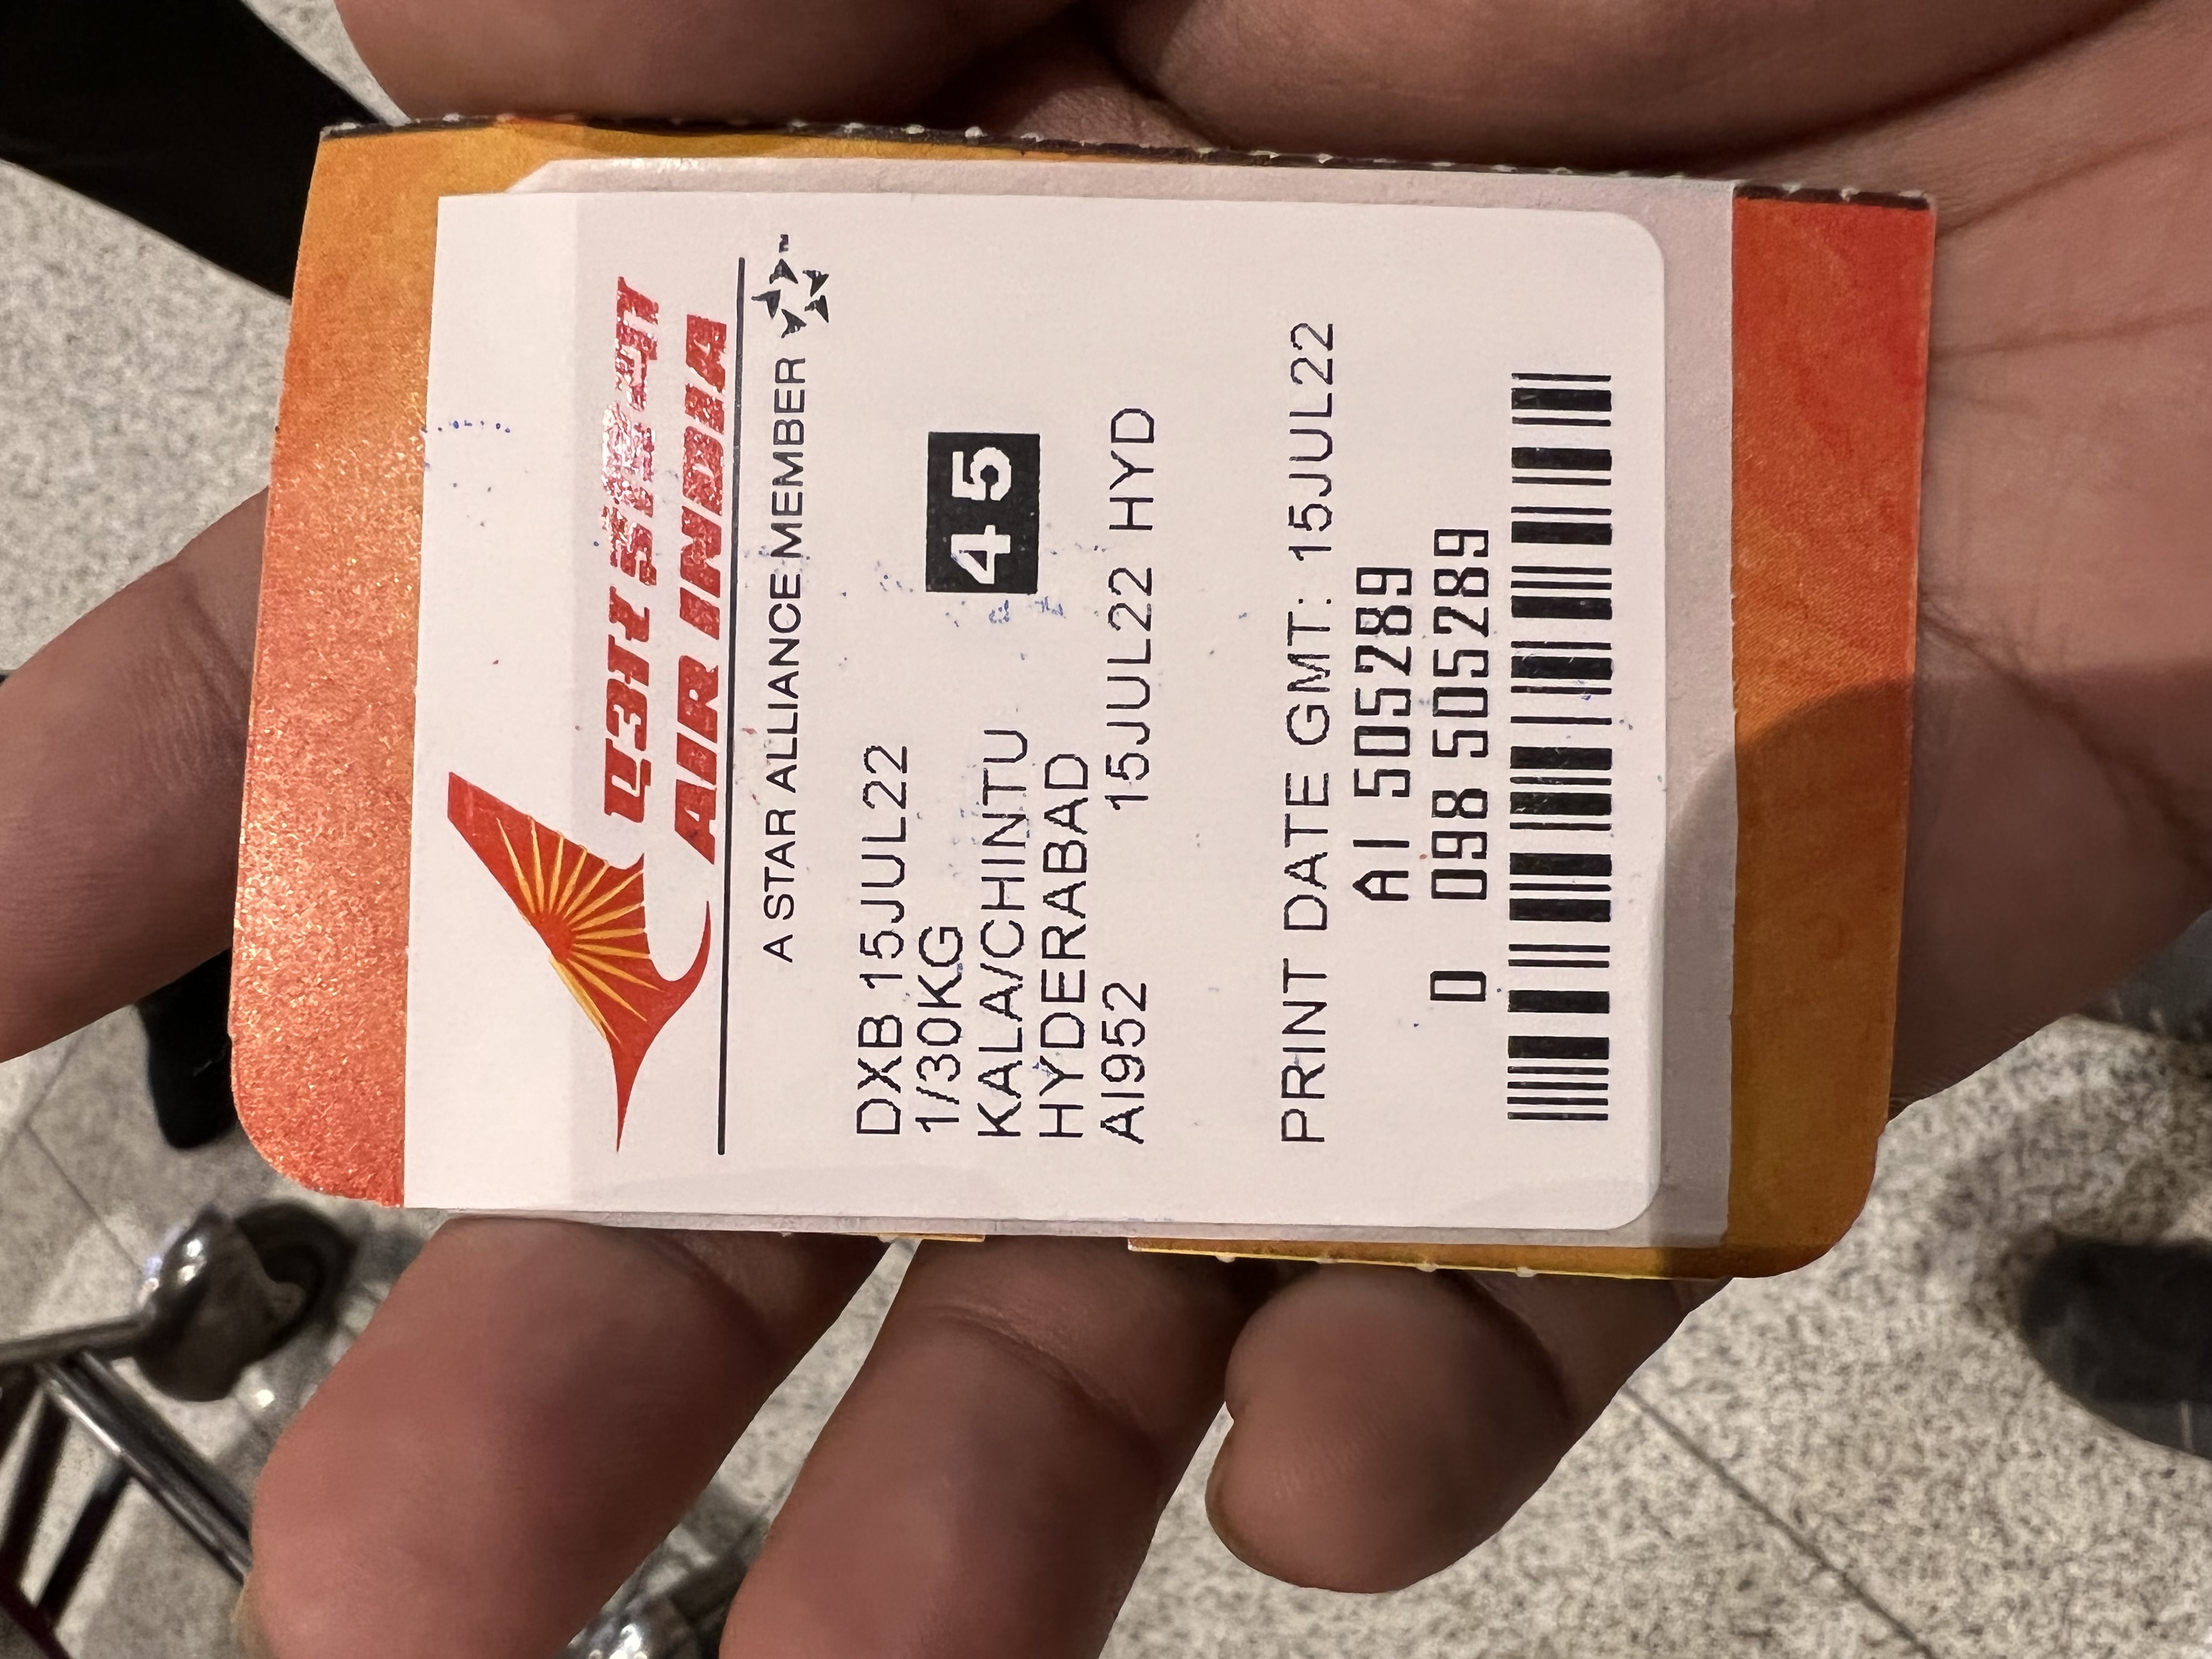 एअर इंडिया
AIR INDIA
A STAR ALLIANCE MEMBER ™
DXB 15JUL22
1/30KG
45
KALA/CHINTU
HYDERABAD
AI952 15JUL22 HYD
PRINT DATE GMT: 15JUL22
AI 505289
0 098 505289